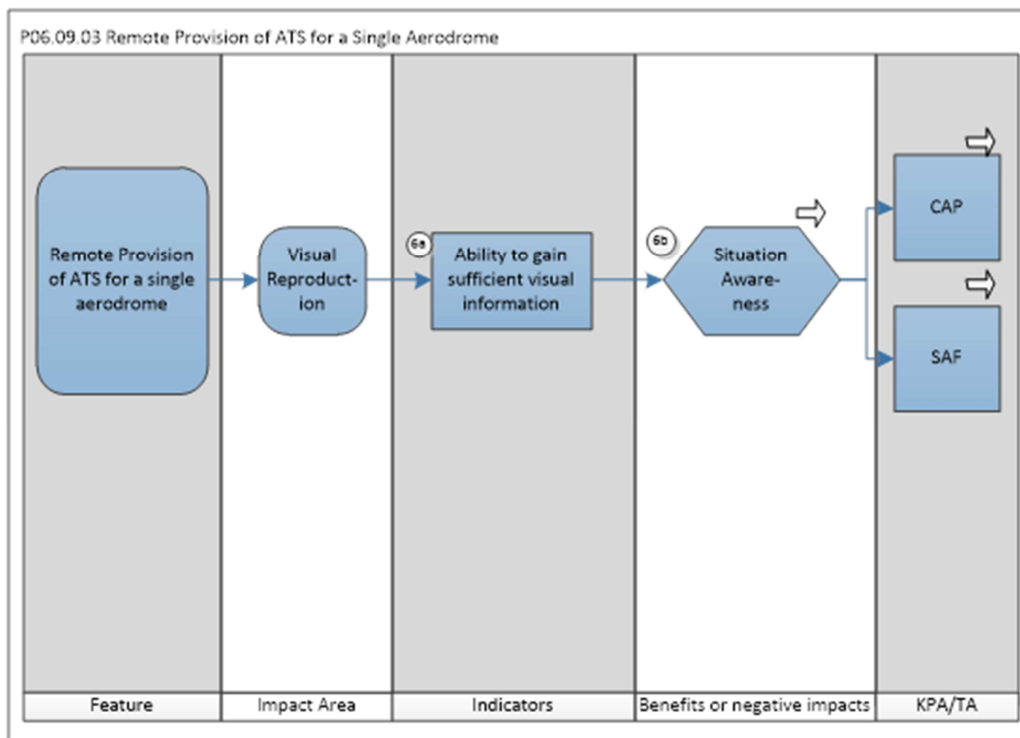 P06.09.03 Remote Provision of ATS for a Single Aerodrome
Remote Provision
of ATS for a single
aerodrome
Visual
Reproduct-
ion
6a
Ability to gain
sufficient visual
information
6b
Situation
Aware-
ness
CAP
SAF
Feature
Impact Area
Indicators
Benefits or negative impacts
KPA/TA